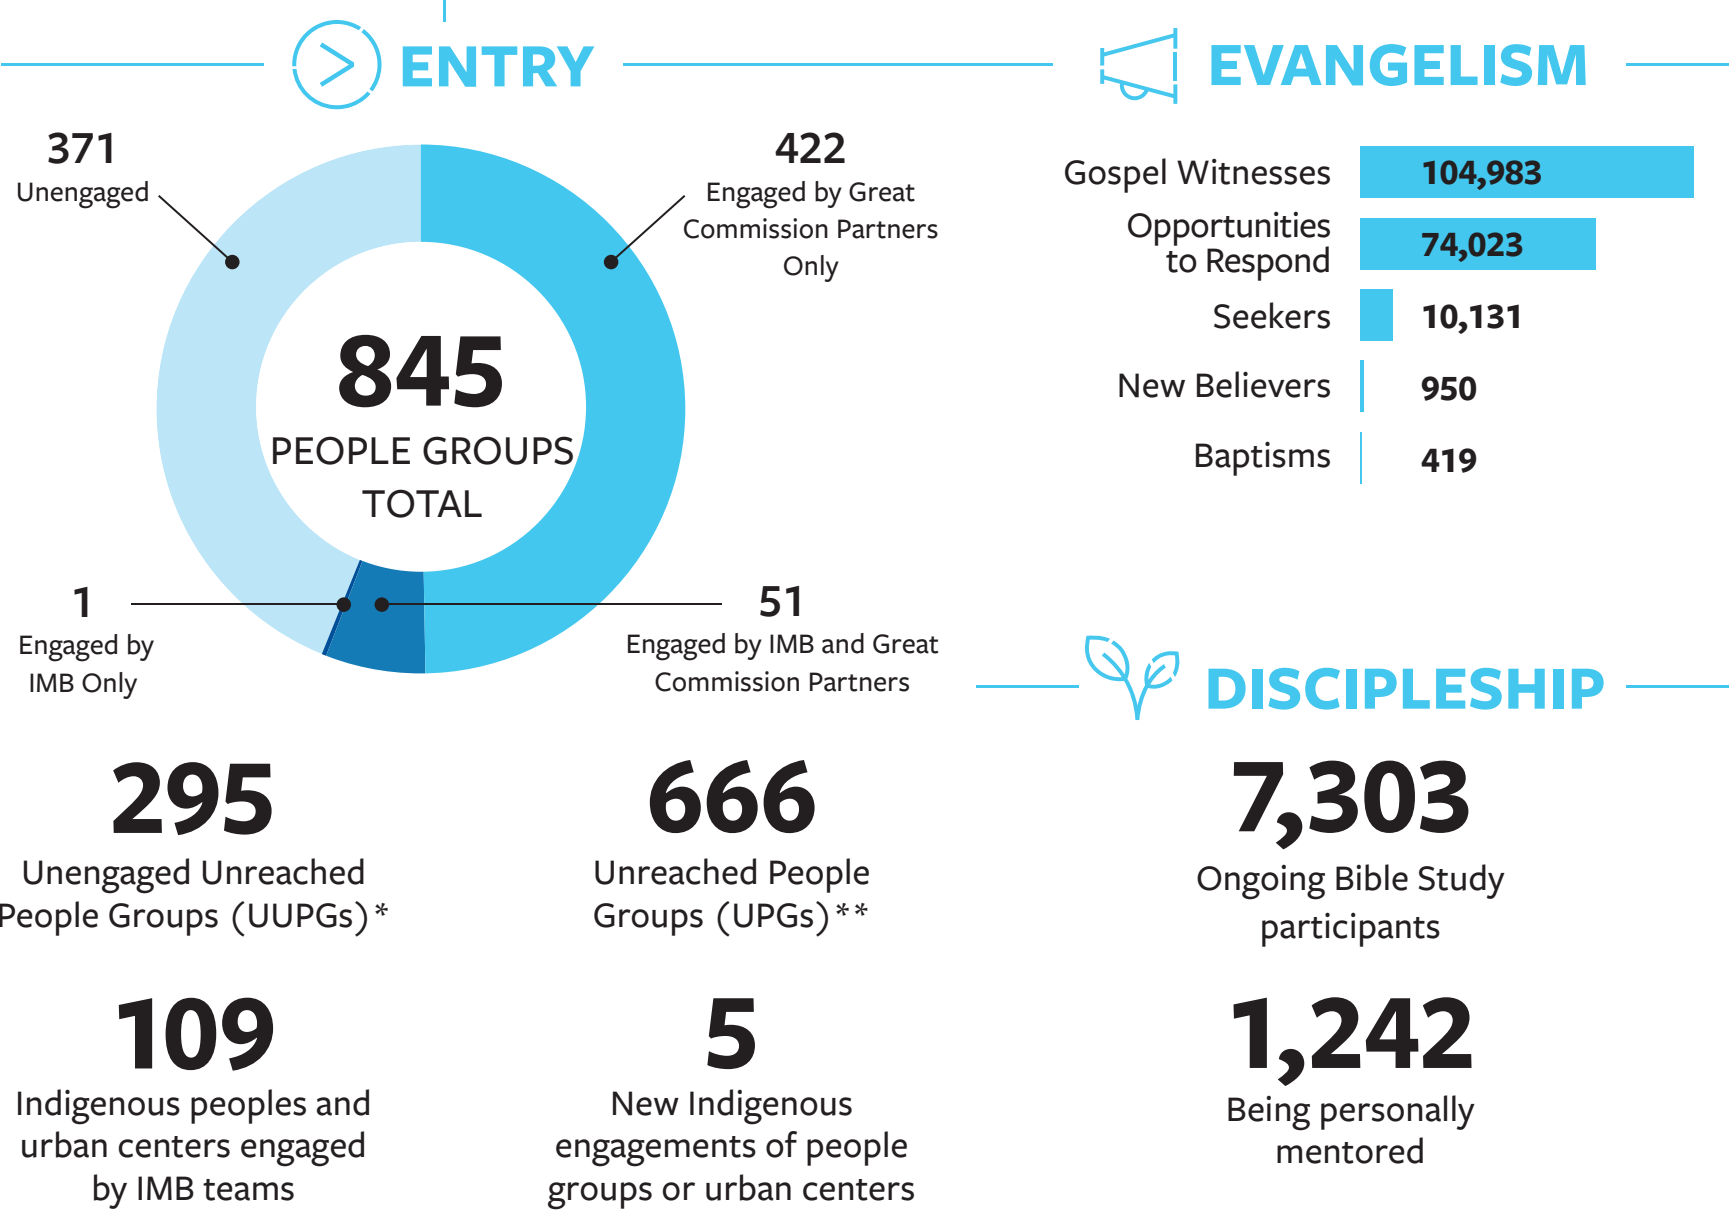 ENTRY
371
Unengaged
422
Engaged by Great
Commission Partners
Only
845
PEOPLE GROUPS
TOTAL
1
Engaged by
IMB Only
51
Engaged by IMB and Great
Commission Partners
295
Unengaged Unreached
People Groups (UUPGs)*
666
Unreached People
Groups (UPGs)**
109
Indigenous peoples and
urban centers engaged
by IMB teams
5
New Indigenous
engagements of people
groups or urban centers
EVANGELISM
Gospel Witnesses 104,983
Opportunities
to Respond 74,023
Seekers 10,131
New Believers 950
Baptisms 419
DISCIPLESHIP
7,303
Ongoing Bible Study
participants
1,242
Being personally
mentored